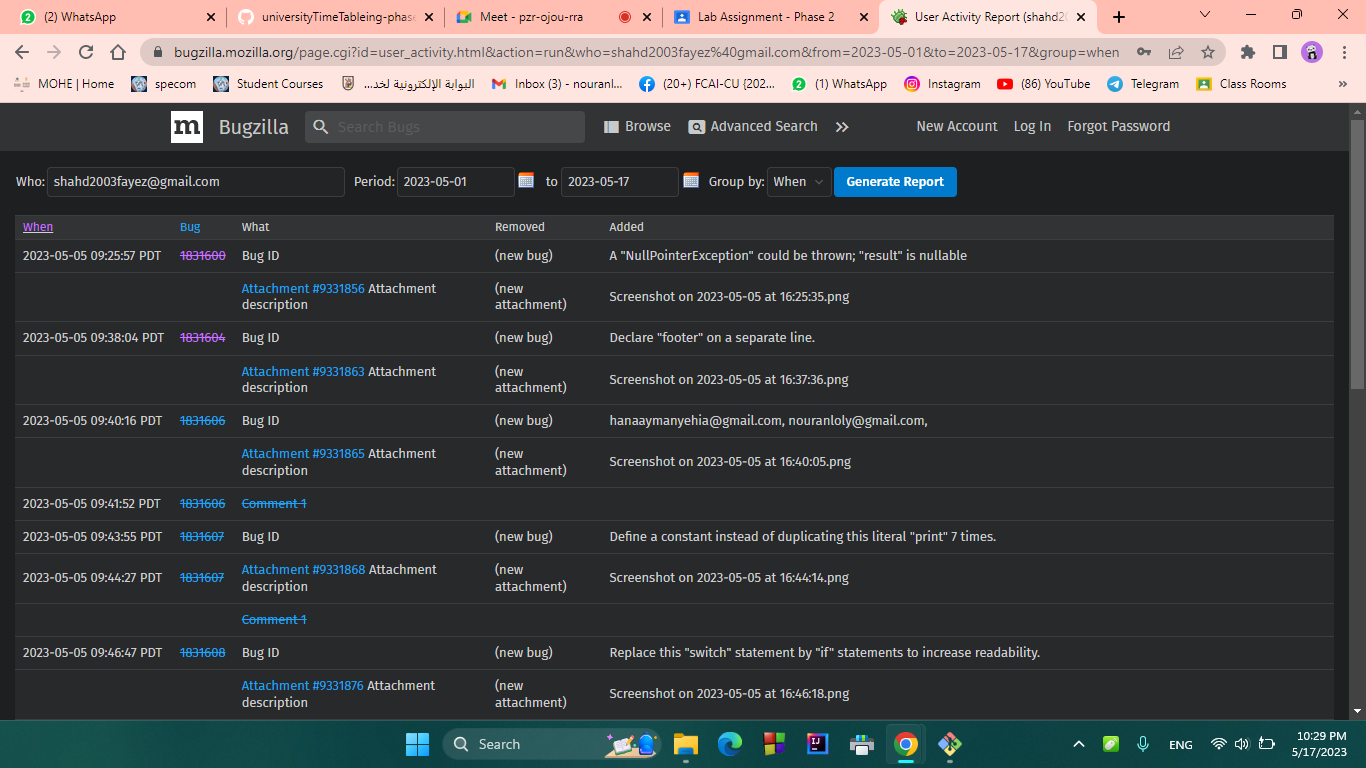 (2) WhatsApp
universityTimeTableing-phase
Meet - pzr-ojou-rra
Lab Assignment - Phase 2
User Activity Report (shahd20
bugzilla.mozilla.org/page.cgi?id=user_activity.html&action=run&who=shahd2003fayez%40gmail.com&from=2023-05-01&to=2023-05-17&group=when
MOHE | Home
specom
Student Courses
البوابة الإلكترونية لخد...
Inbox (3) - nouranl...
(20+) FCAI-CU {202...
(1) WhatsApp
Instagram
(86) YouTube
Telegram
Class Rooms
»
m Bugzilla Search Bugs Browse Advanced Search New Account Log In Forgot Password
Who: shahd2003fayez@gmail.com Period: 2023-05-01 to 2023-05-17 Group by: When Generate Report
When Bug What Removed Added
2023-05-05 09:25:57 PDT 1831600 Bug ID (new bug) A "NullPointerException" could be thrown; "result" is nullable
Attachment #9331856 Attachment description (new attachment) Screenshot on 2023-05-05 at 16:25:35.png
2023-05-05 09:38:04 PDT 1831604 Bug ID (new bug) Declare "footer" on a separate line.
Attachment #9331863 Attachment description (new attachment) Screenshot on 2023-05-05 at 16:37:36.png
2023-05-05 09:40:16 PDT 1831606 Bug ID (new bug) hanaaymanyehia@gmail.com, nouranloly@gmail.com,
Attachment #9331865 Attachment description (new attachment) Screenshot on 2023-05-05 at 16:40:05.png
2023-05-05 09:41:52 PDT 1831606 Comment 1
2023-05-05 09:43:55 PDT 1831607 Bug ID (new bug) Define a constant instead of duplicating this literal "print" 7 times.
2023-05-05 09:44:27 PDT 1831607 Attachment #9331868 Attachment description (new attachment) Screenshot on 2023-05-05 at 16:44:14.png
Comment 1
2023-05-05 09:46:47 PDT 1831608 Bug ID (new bug) Replace this "switch" statement by "if" statements to increase readability.
Attachment #9331876 Attachment description (new attachment) Screenshot on 2023-05-05 at 16:46:18.png
Search
ENG
10:29 PM
5/17/2023